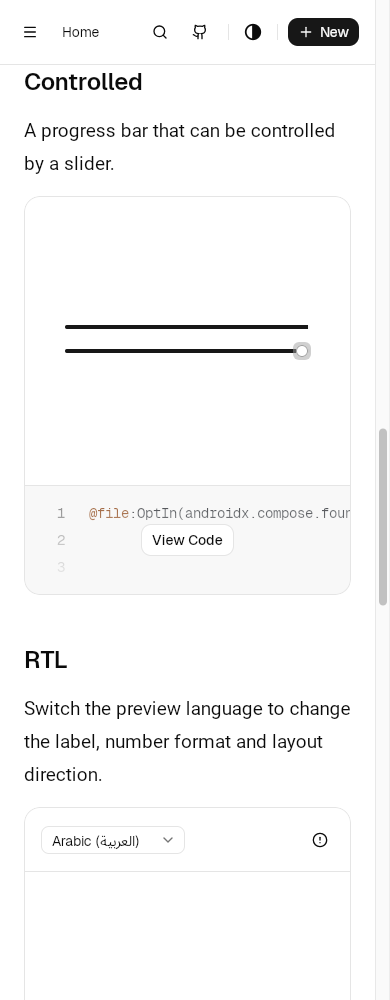 Home
New
Controlled
A progress bar that can be controlled
by a slider.
1 @file:OptIn(androidx.compose.four
2
View Code
3
RTL
Switch the preview language to change
the label, number format and layout
direction.
Arabic (العربية)